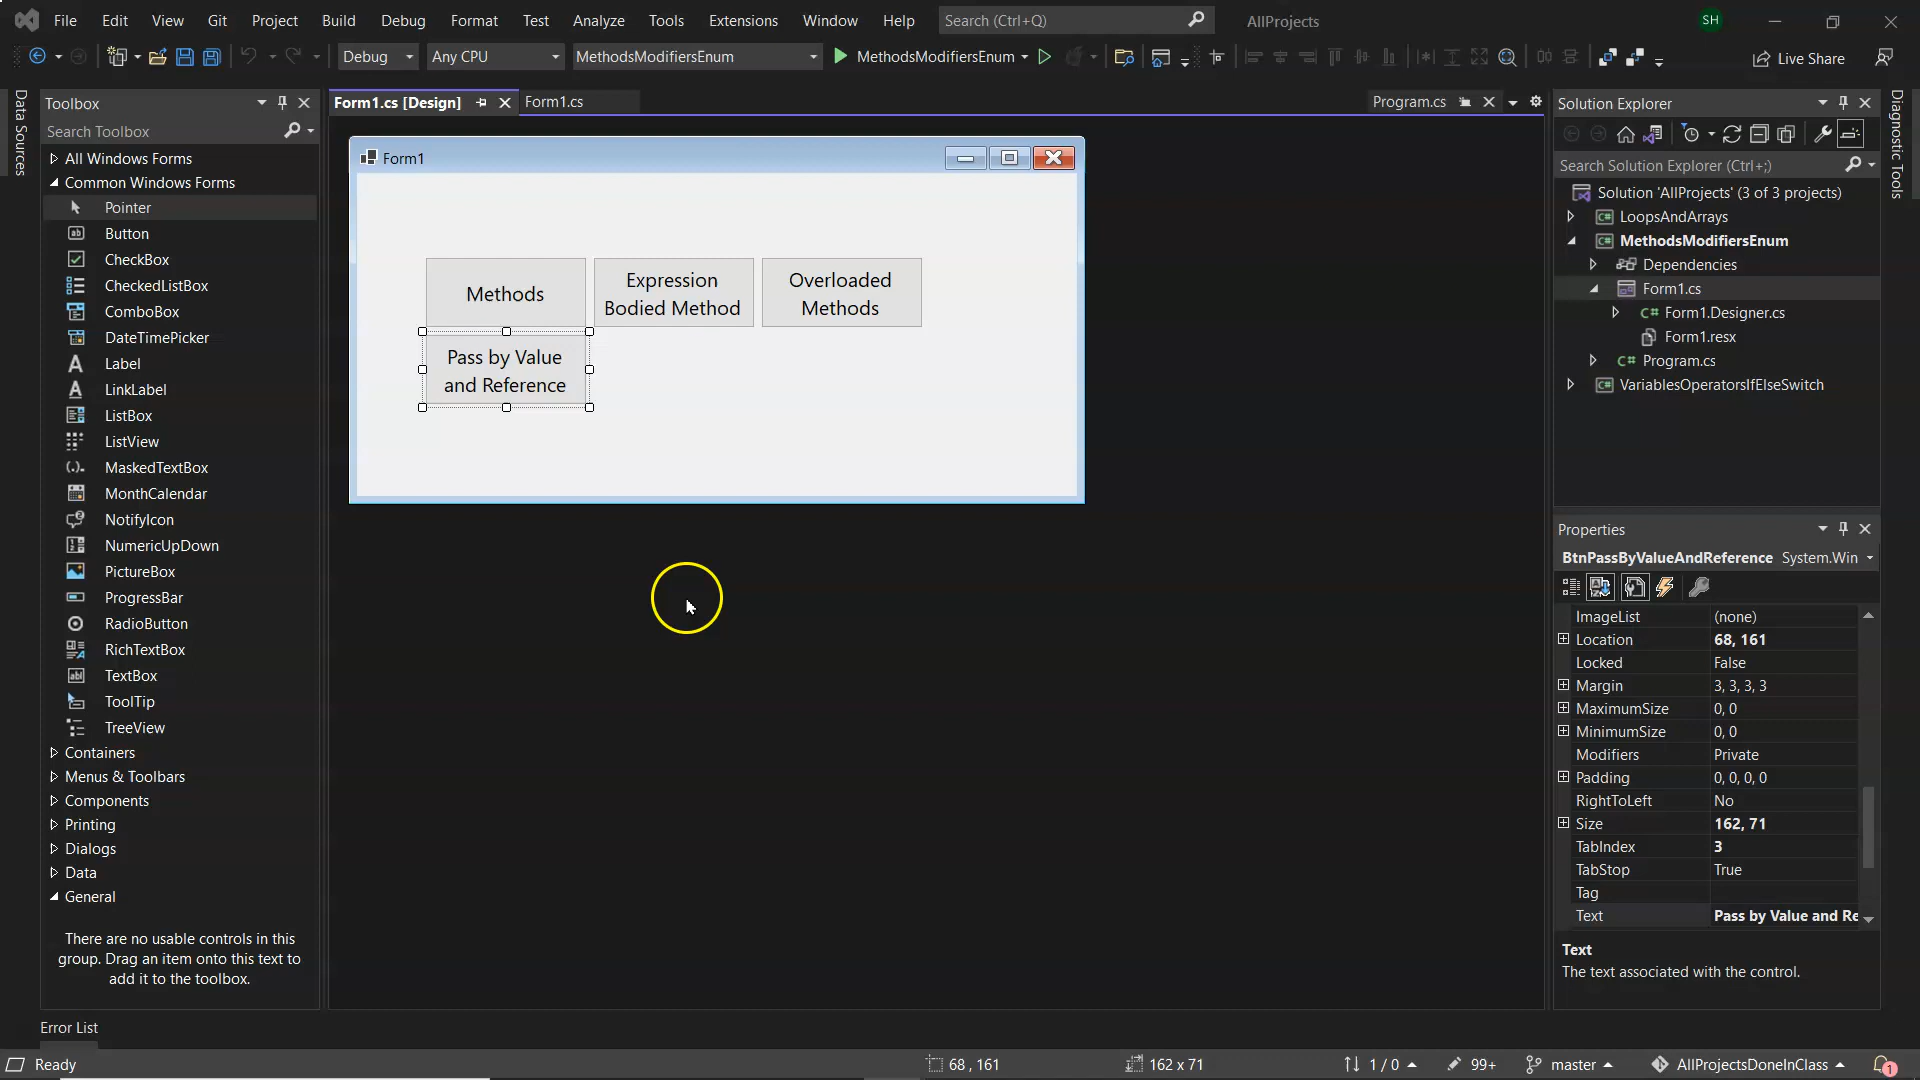 File Edit View Git Project Build Debug Format Test Analyze Tools Extensions Window Help Search (Ctrl+Q) AllProjects SH
Debug Any CPU MethodsModifiersEnum MethodsModifiersEnum Live Share
Data Sources
Toolbox
Search Toolbox
All Windows Forms
Common Windows Forms
Pointer
Button
CheckBox
CheckedListBox
ComboBox
DateTimePicker
Label
LinkLabel
ListBox
ListView
MaskedTextBox
MonthCalendar
NotifyIcon
NumericUpDown
PictureBox
ProgressBar
RadioButton
RichTextBox
TextBox
ToolTip
TreeView
Containers
Menus & Toolbars
Components
Printing
Dialogs
Data
General
There are no usable controls in this
group. Drag an item onto this text to
add it to the toolbox.
Form1.cs [Design] Form1.cs Program.cs
Form1
Methods
Expression
Bodied Method
Overloaded
Methods
Pass by Value
and Reference
Solution Explorer
Search Solution Explorer (Ctrl+;)
Solution 'AllProjects' (3 of 3 projects)
LoopsAndArrays
MethodsModifiersEnum
Dependencies
Form1.cs
C# Form1.Designer.cs
Form1.resx
C# Program.cs
VariablesOperatorsIfElseSwitch
Properties
BtnPassByValueAndReference System.Win
ImageList (none)
Location 68, 161
Locked False
Margin 3, 3, 3, 3
MaximumSize 0, 0
MinimumSize 0, 0
Modifiers Private
Padding 0, 0, 0, 0
RightToLeft No
Size 162, 71
TabIndex 3
TabStop True
Tag
Text Pass by Value and Re
Text
The text associated with the control.
Diagnostic Tools
Error List
Ready 68 , 161 162 x 71 1 / 0 99+ master AllProjectsDoneInClass 1